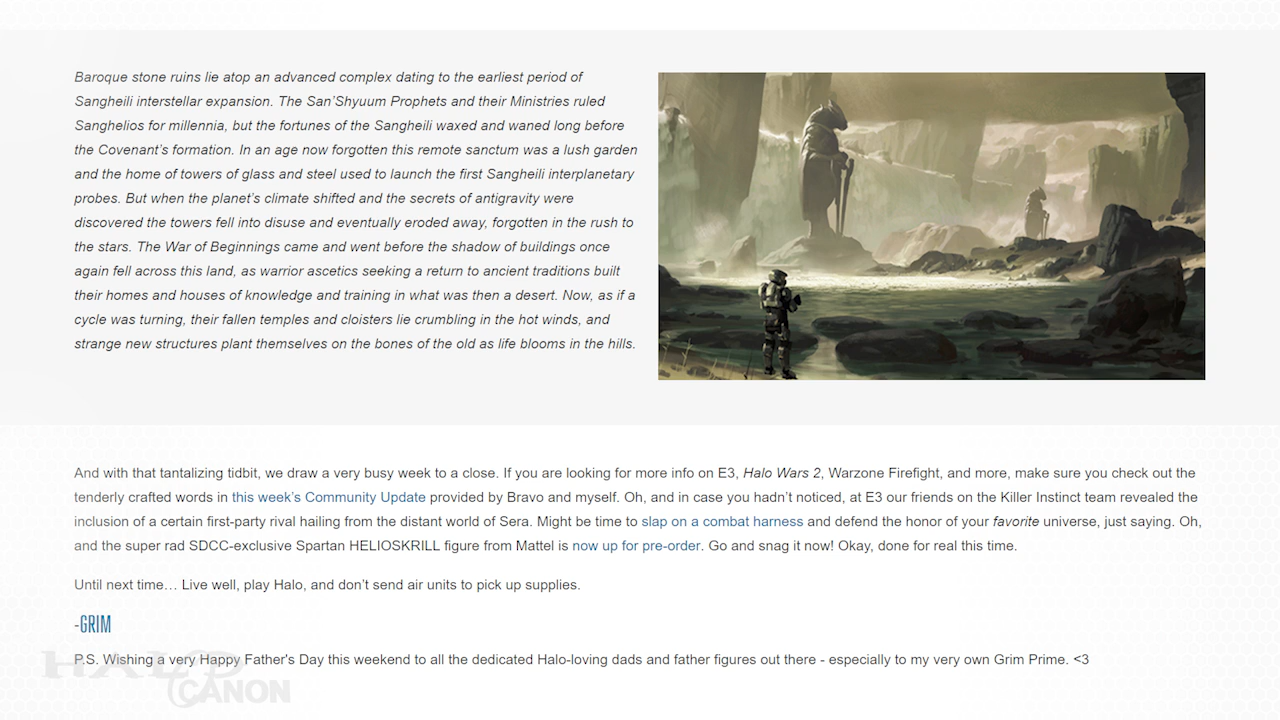 Baroque stone ruins lie atop an advanced complex dating to the earliest period of
Sangheili interstellar expansion. The San'Shyuum Prophets and their Ministries ruled
Sanghelios for millennia, but the fortunes of the Sangheili waxed and waned long before
the Covenant's formation. In an age now forgotten this remote sanctum was a lush garden
and the home of towers of glass and steel used to launch the first Sangheili interplanetary
probes. But when the planet's climate shifted and the secrets of antigravity were
discovered the towers fell into disuse and eventually eroded away, forgotten in the rush to
the stars. The War of Beginnings came and went before the shadow of buildings once
again fell across this land, as warrior ascetics seeking a return to ancient traditions built
their homes and houses of knowledge and training in what was then a desert. Now, as if a
cycle was turning, their fallen temples and cloisters lie crumbling in the hot winds, and
strange new structures plant themselves on the bones of the old as life blooms in the hills.
And with that tantalizing tidbit, we draw a very busy week to a close. If you are looking for more info on E3, Halo Wars 2, Warzone Firefight, and more, make sure you check out the
tenderly crafted words in this week's Community Update provided by Bravo and myself. Oh, and in case you hadn't noticed, at E3 our friends on the Killer Instinct team revealed the
inclusion of a certain first-party rival hailing from the distant world of Sera. Might be time to slap on a combat harness and defend the honor of your favorite universe, just saying. Oh,
and the super rad SDCC-exclusive Spartan HELIOSKRILL figure from Mattel is now up for pre-order. Go and snag it now! Okay, done for real this time.
Until next time… Live well, play Halo, and don't send air units to pick up supplies.
-GRIM
P.S. Wishing a very Happy Father's Day this weekend to all the dedicated Halo-loving dads and father figures out there - especially to my very own Grim Prime. <3
HALO
CANON